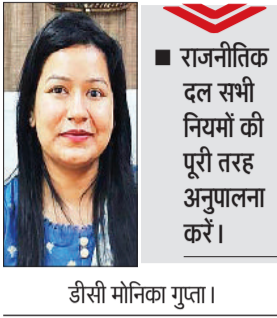 ■ राजनीतिक
दल सभी
नियमों की
पूरी तरह
अनुपालना
करें।
डीसी मोनिका गुप्ता।